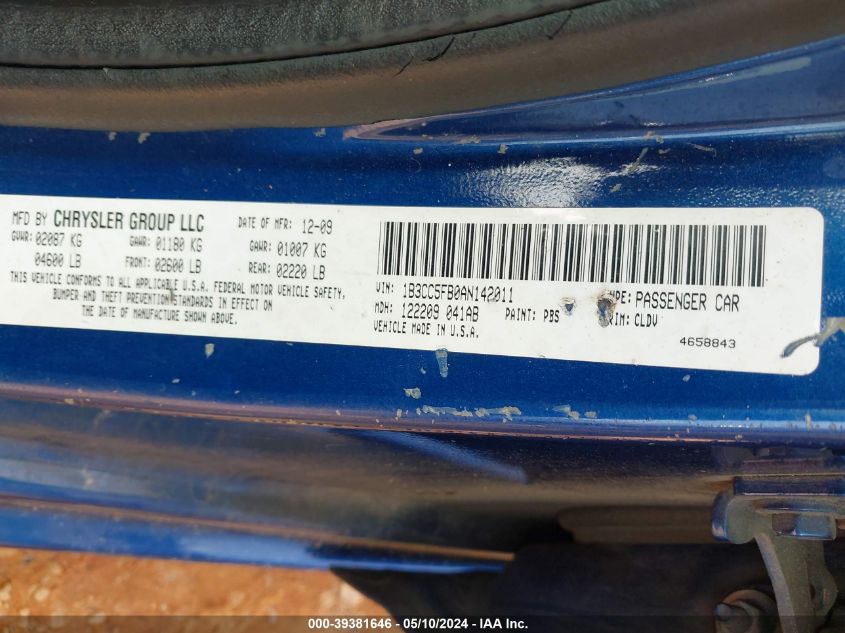 MFD BY CHRYSLER GROUP LLC DATE OF MFR: 12-09
GVWR: 02087 KG GAWR: 01180 KG GAWR: 01007 KG
04600 LB FRONT: 02600 LB REAR: 02220 LB
THIS VEHICLE CONFORMS TO ALL APPLICABLE U.S.A. FEDERAL MOTOR VEHICLE SAFETY,
BUMPER AND THEFT PREVENTION STANDARDS IN EFFECT
ON THE DATE OF MANUFACTURE SHOWN ABOVE.
VIN: 1B3CC5FB0AN142011 TYPE: PASSENGER CAR
MDH: 122209 041AB PAINT: PBS TRIM: CLDV
VEHICLE MADE IN U.S.A. 4658843
000-39381646 - 05/10/2024 - IAA Inc.